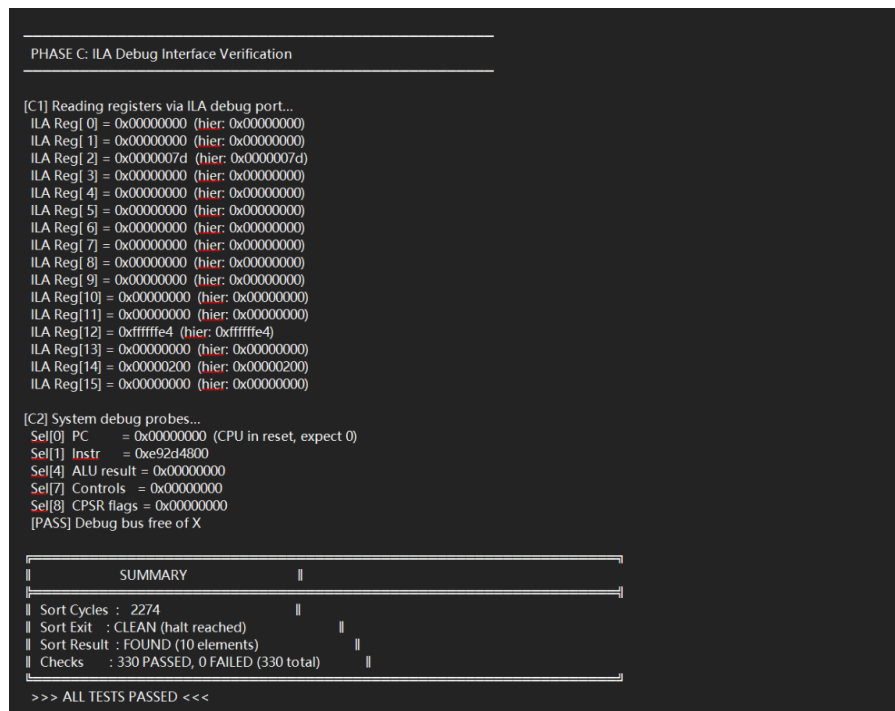 PHASE C: ILA Debug Interface Verification
[C1] Reading registers via ILA debug port...
ILA Reg[ 0] = 0x00000000 (hier: 0x00000000)
ILA Reg[ 1] = 0x00000000 (hier: 0x00000000)
ILA Reg[ 2] = 0x0000007d (hier: 0x0000007d)
ILA Reg[ 3] = 0x00000000 (hier: 0x00000000)
ILA Reg[ 4] = 0x00000000 (hier: 0x00000000)
ILA Reg[ 5] = 0x00000000 (hier: 0x00000000)
ILA Reg[ 6] = 0x00000000 (hier: 0x00000000)
ILA Reg[ 7] = 0x00000000 (hier: 0x00000000)
ILA Reg[ 8] = 0x00000000 (hier: 0x00000000)
ILA Reg[ 9] = 0x00000000 (hier: 0x00000000)
ILA Reg[10] = 0x00000000 (hier: 0x00000000)
ILA Reg[11] = 0x00000000 (hier: 0x00000000)
ILA Reg[12] = 0xffffffe4 (hier: 0xffffffe4)
ILA Reg[13] = 0x00000000 (hier: 0x00000000)
ILA Reg[14] = 0x00000200 (hier: 0x00000200)
ILA Reg[15] = 0x00000000 (hier: 0x00000000)
[C2] System debug probes...
Sel[0] PC = 0x00000000 (CPU in reset, expect 0)
Sel[1] Instr = 0xe92d4800
Sel[4] ALU result = 0x00000000
Sel[7] Controls = 0x00000000
Sel[8] CPSR flags = 0x00000000
[PASS] Debug bus free of X
SUMMARY
Sort Cycles : 2274
Sort Exit : CLEAN (halt reached)
Sort Result : FOUND (10 elements)
Checks : 330 PASSED, 0 FAILED (330 total)
>>> ALL TESTS PASSED <<<